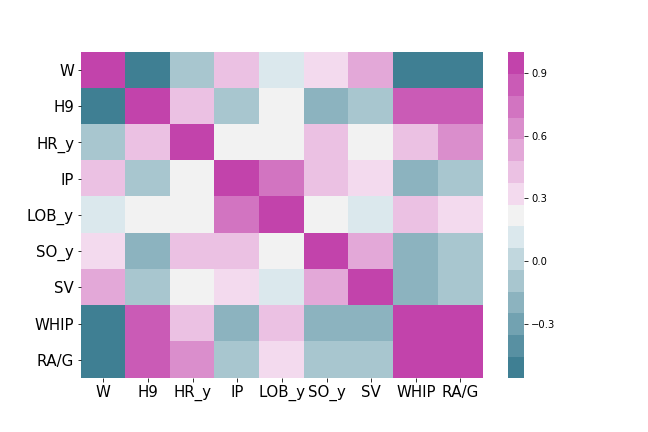 W
H9
HR_y
IP
LOB_y
SO_y
SV
WHIP
RA/G
W H9 HR_y IP LOB_y SO_y SV WHIP RA/G
0.9
0.6
0.3
0.0
−0.3